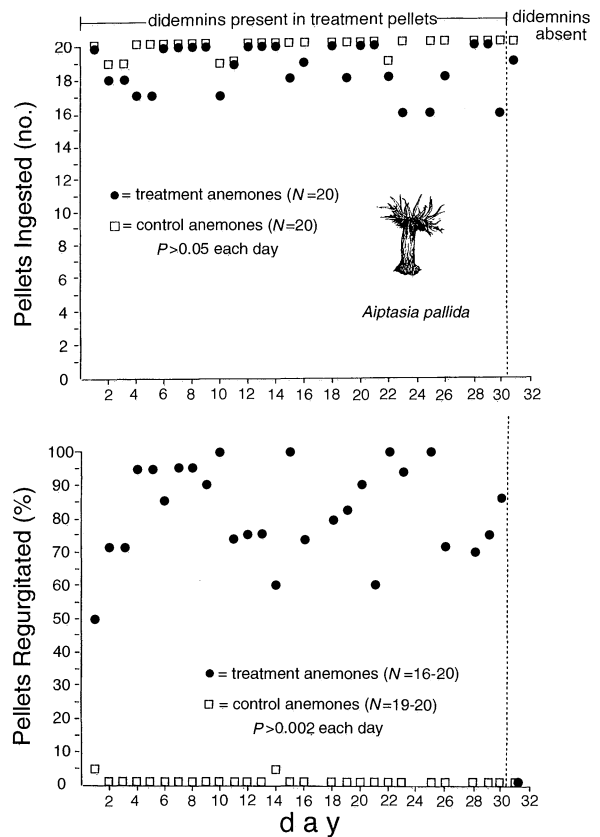 didemnins present in treatment pellets
didemnins
absent
Pellets Ingested (no.)
20
18
16
14
12
10
8
6
4
2
0
● = treatment anemones (N=20)
□ = control anemones (N=20)
P>0.05 each day
Aiptasia pallida
2 4 6 8 10 12 14 16 18 20 22 24 26 28 30 32
Pellets Regurgitated (%)
100
90
80
70
60
50
40
30
20
10
0
● = treatment anemones (N=16-20)
□ = control anemones (N=19-20)
P>0.002 each day
2 4 6 8 10 12 14 16 18 20 22 24 26 28 30 32
day